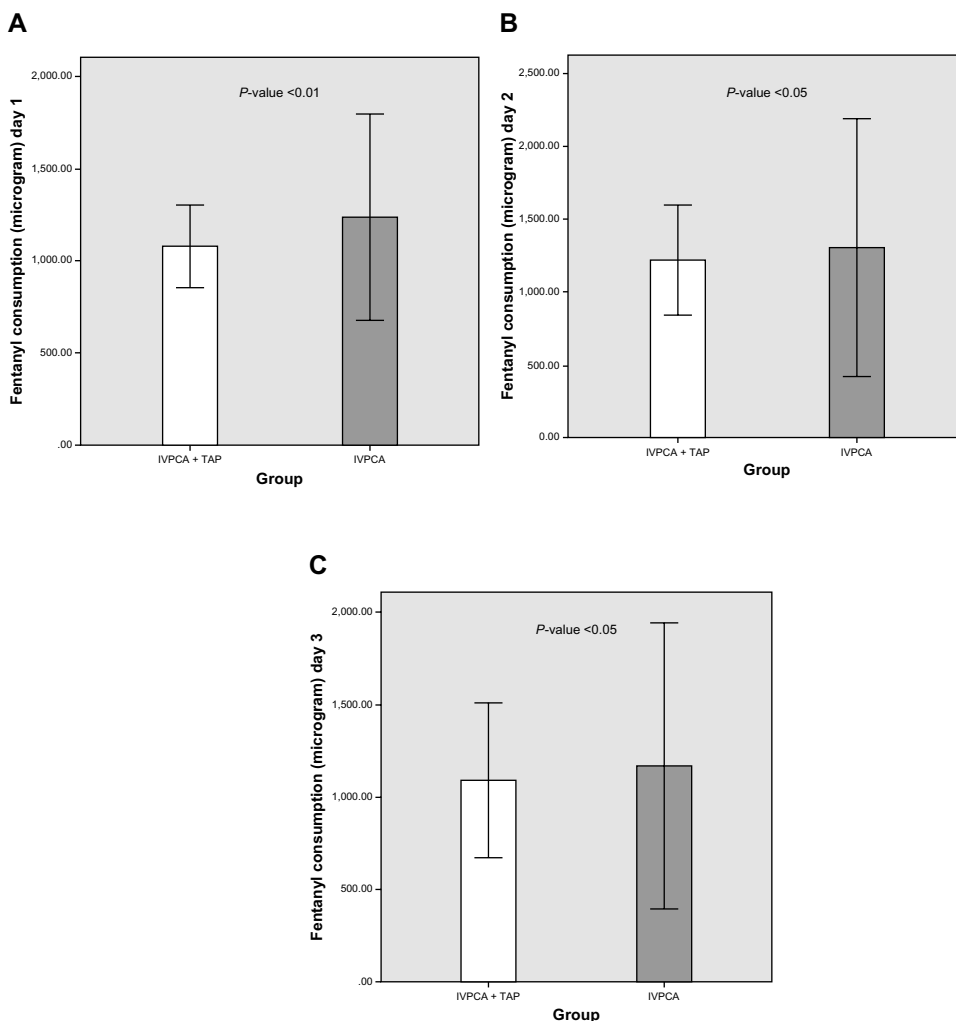 A
Fentanyl consumption (microgram) day 1
2,000.00
1,500.00
1,000.00
500.00
.00
P-value <0.01
IVPCA + TAP
IVPCA
Group
B
Fentanyl consumption (microgram) day 2
2,500.00
2,000.00
1,500.00
1,000.00
500.00
0.00
P-value <0.05
IVPCA + TAP
IVPCA
Group
C
Fentanyl consumption (microgram) day 3
2,000.00
1,500.00
1,000.00
500.00
.00
P-value <0.05
IVPCA + TAP
IVPCA
Group